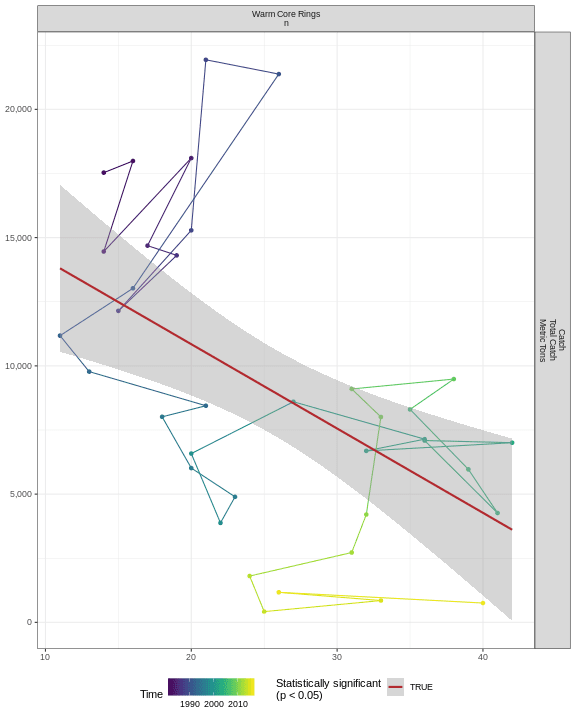 Warm Core Rings
n
20,000
15,000
10,000
5,000
0
Catch
Total Catch
Metric Tons
10
20
30
40
Time
1990 2000 2010
Statistically significant
(p < 0.05)
TRUE